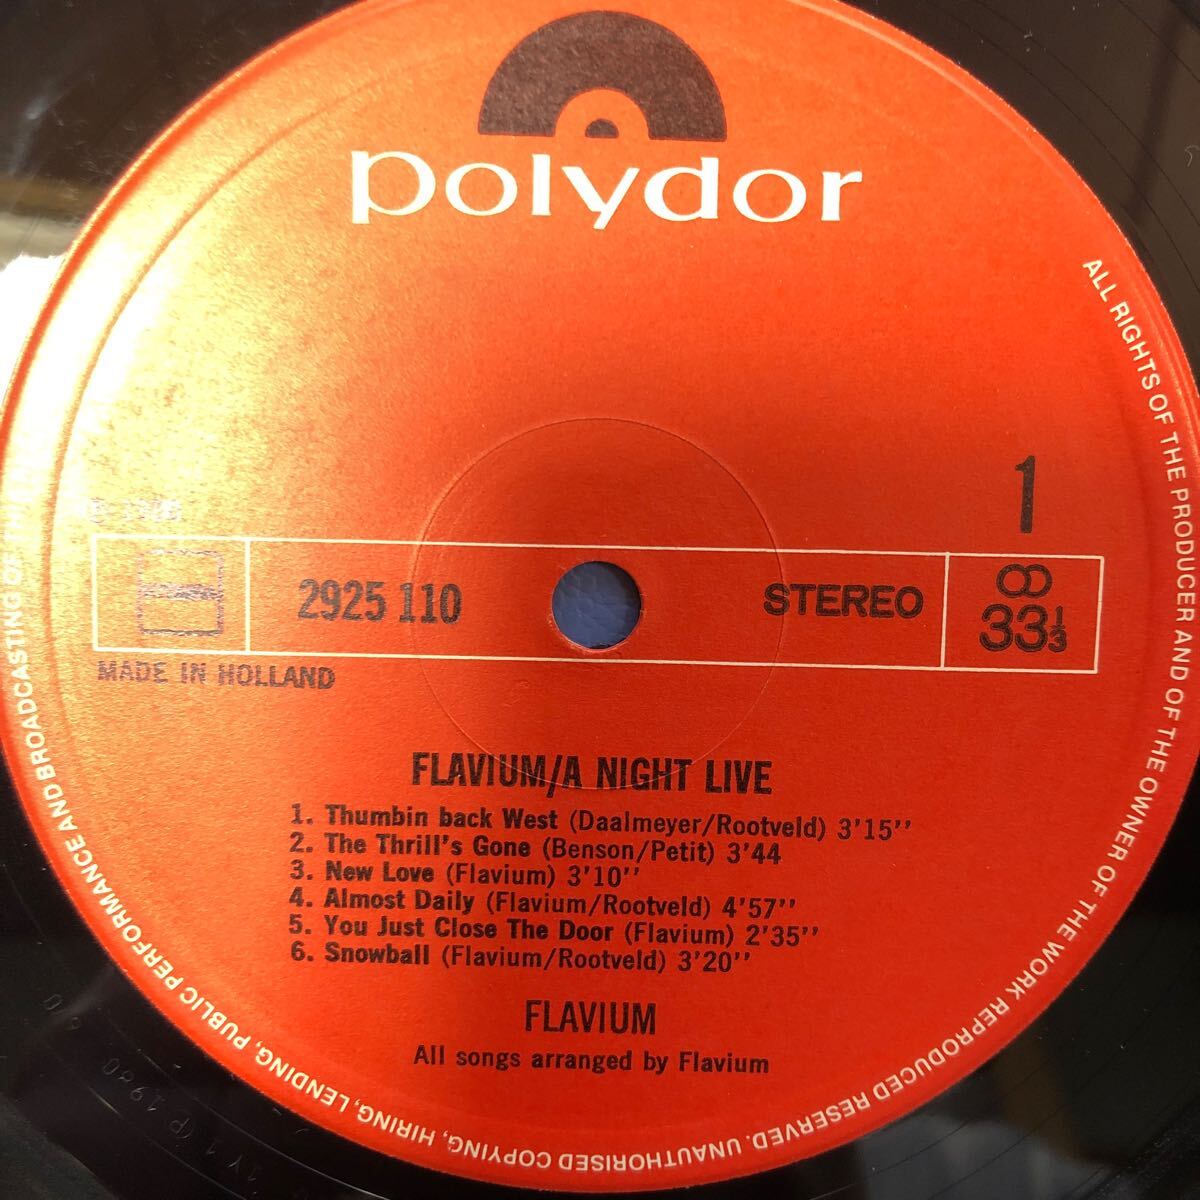 polydor
1
2925 110
STEREO
33 1/3
MADE IN HOLLAND
FLAVIUM/A NIGHT LIVE
1. Thumbin back West (Daalmeyer/Rootveld) 3'15''
2. The Thrill's Gone (Benson/Petit) 3'44
3. New Love (Flavium) 3'10''
4. Almost Daily (Flavium/Rootveld) 4'57''
5. You Just Close The Door (Flavium) 2'35''
6. Snowball (Flavium/Rootveld) 3'20''
FLAVIUM
All songs arranged by Flavium
ALL RIGHTS OF THE PRODUCER AND OF THE OWNER OF THE WORK REPRODUCED RESERVED. UNAUTHORISED COPYING, HIRING, LENDING, PUBLIC PERFORMANCE AND BROADCASTING OF
1980